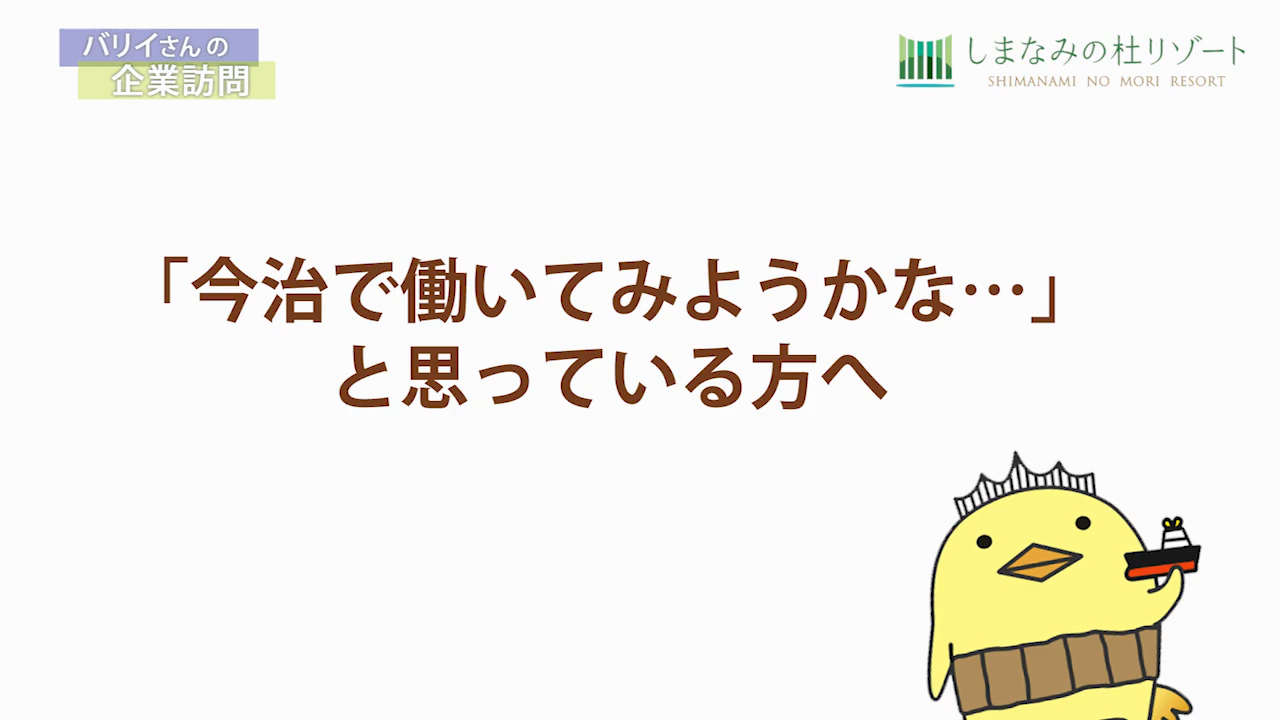 バリイさんの
企業訪問
しまなみの杜リゾート
SHIMANAMI NO MORI RESORT
「今治で働いてみようかな…」
と思っている方へ